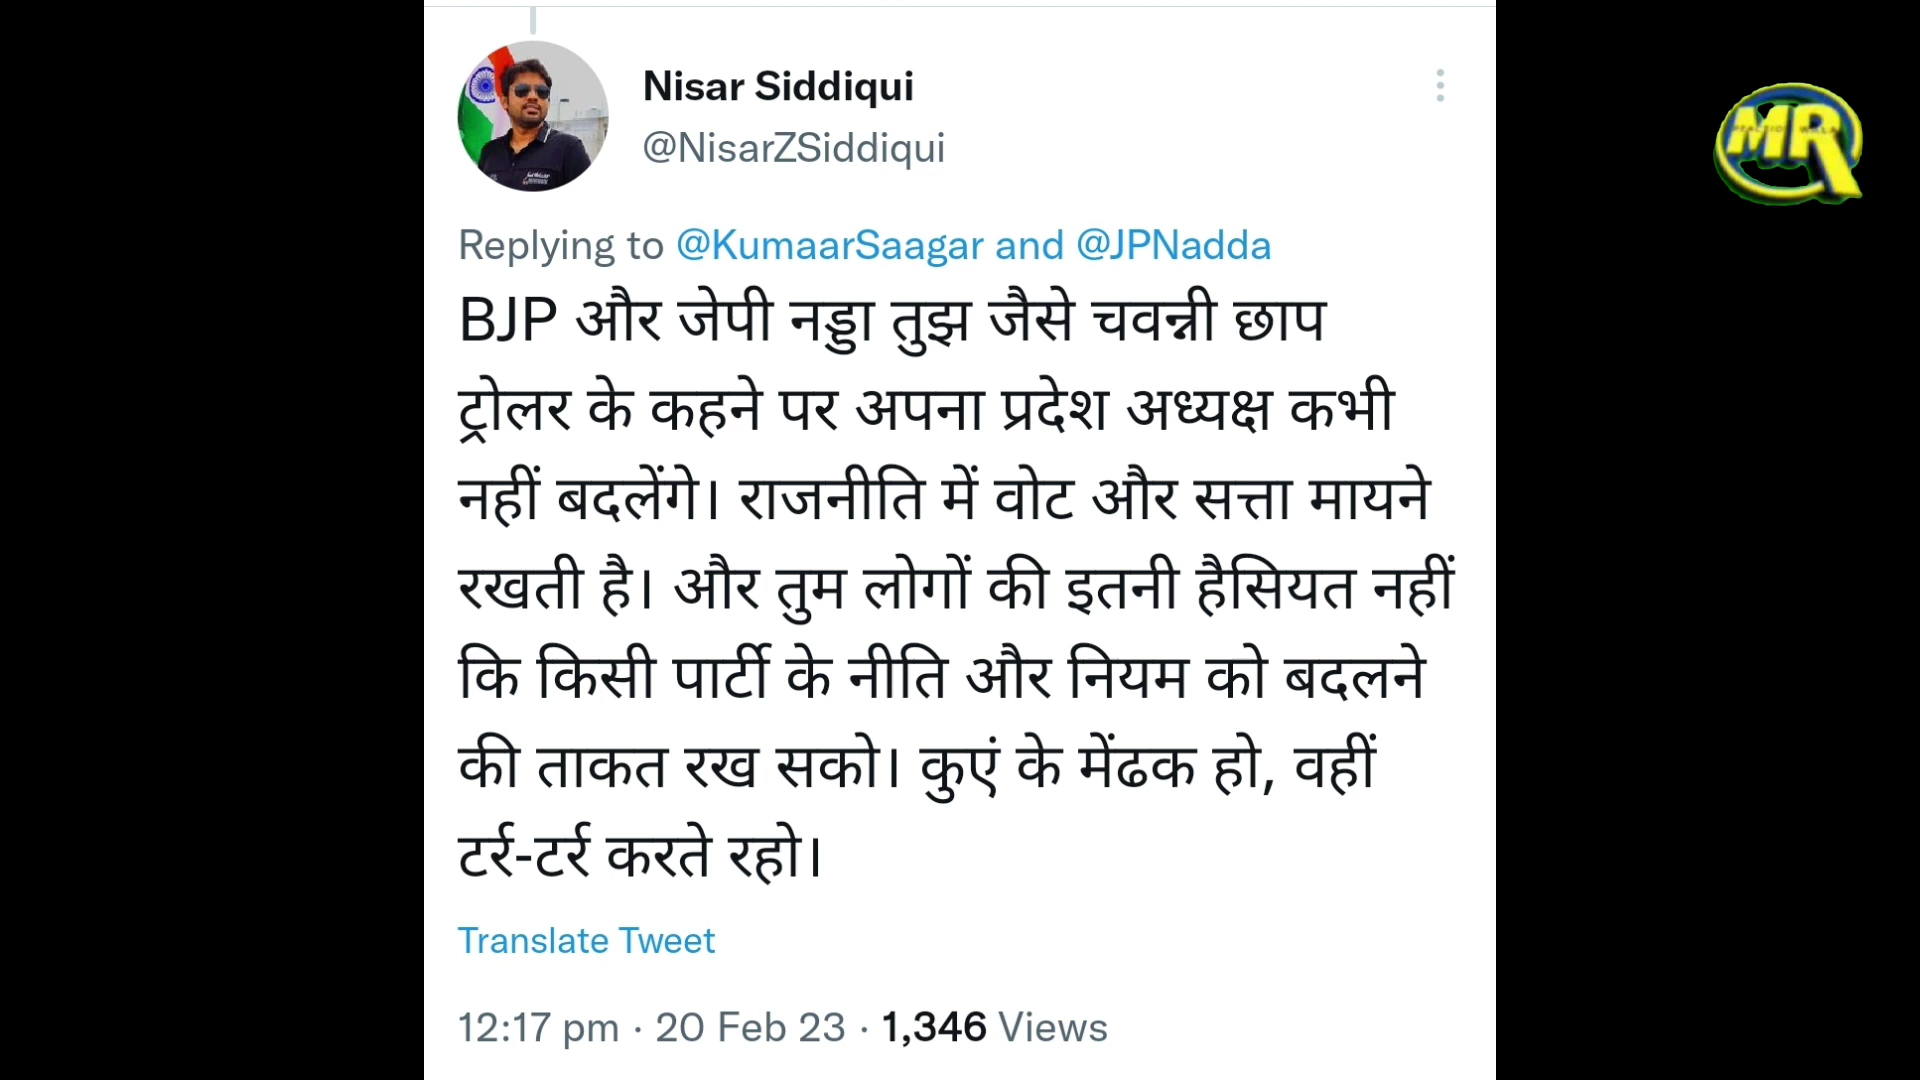 Nisar Siddiqui
@NisarZSiddiqui
Replying to @KumaarSaagar and @JPNadda
BJP और जेपी नड्डा तुझ जैसे चवन्नी छाप
ट्रोलर के कहने पर अपना प्रदेश अध्यक्ष कभी
नहीं बदलेंगे। राजनीति में वोट और सत्ता मायने
रखती है। और तुम लोगों की इतनी हैसियत नहीं
कि किसी पार्टी के नीति और नियम को बदलने
की ताकत रख सको। कुएं के मेंढक हो, वहीं
टर्र-टर्र करते रहो।
Translate Tweet
12:17 pm · 20 Feb 23 · 1,346 Views
MR